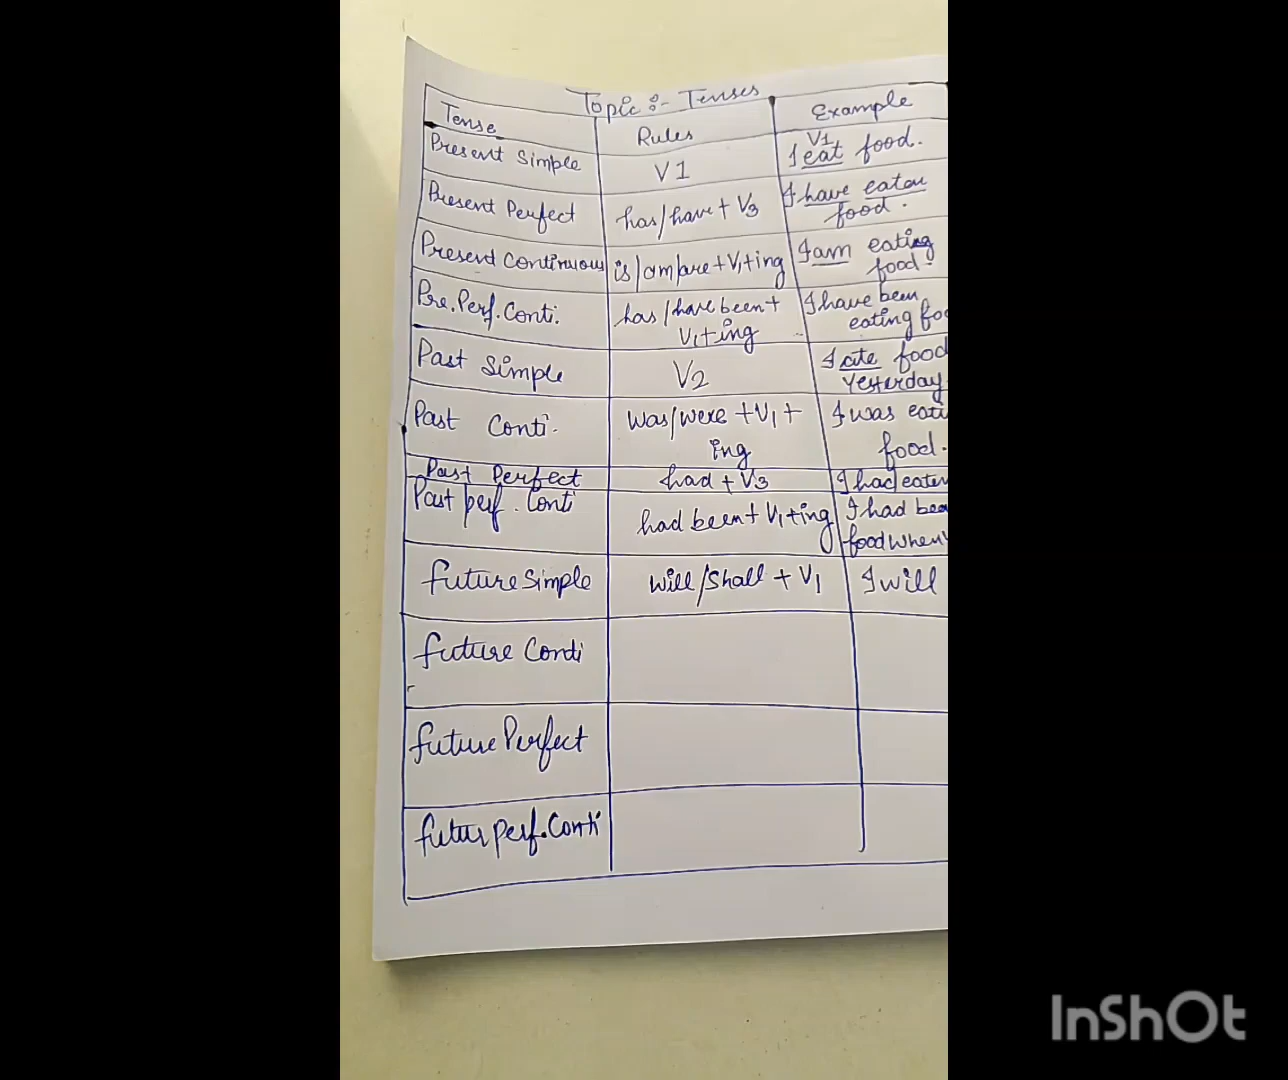 Topic :- Tenses
Tense Rules Example
Present Simple V1 V1 I eat food.
Present Perfect has/have + V3 I have eaten
food.
Present Continuous is/am/are + V1+ing I am eating
food.
Pre. Perf. Conti. has/have been + I have been
V1+ing eating
Past Simple V2 I ate food
Yesterday
Past Conti. was/were + V1 + I was
ing food.
Past Perfect had + V3 I had
Past perf. Conti had been + V1+ing I had
food when
future Simple will/Shall + V1 I will
future Conti
future Perfect
futur perf. Conti
InShOt